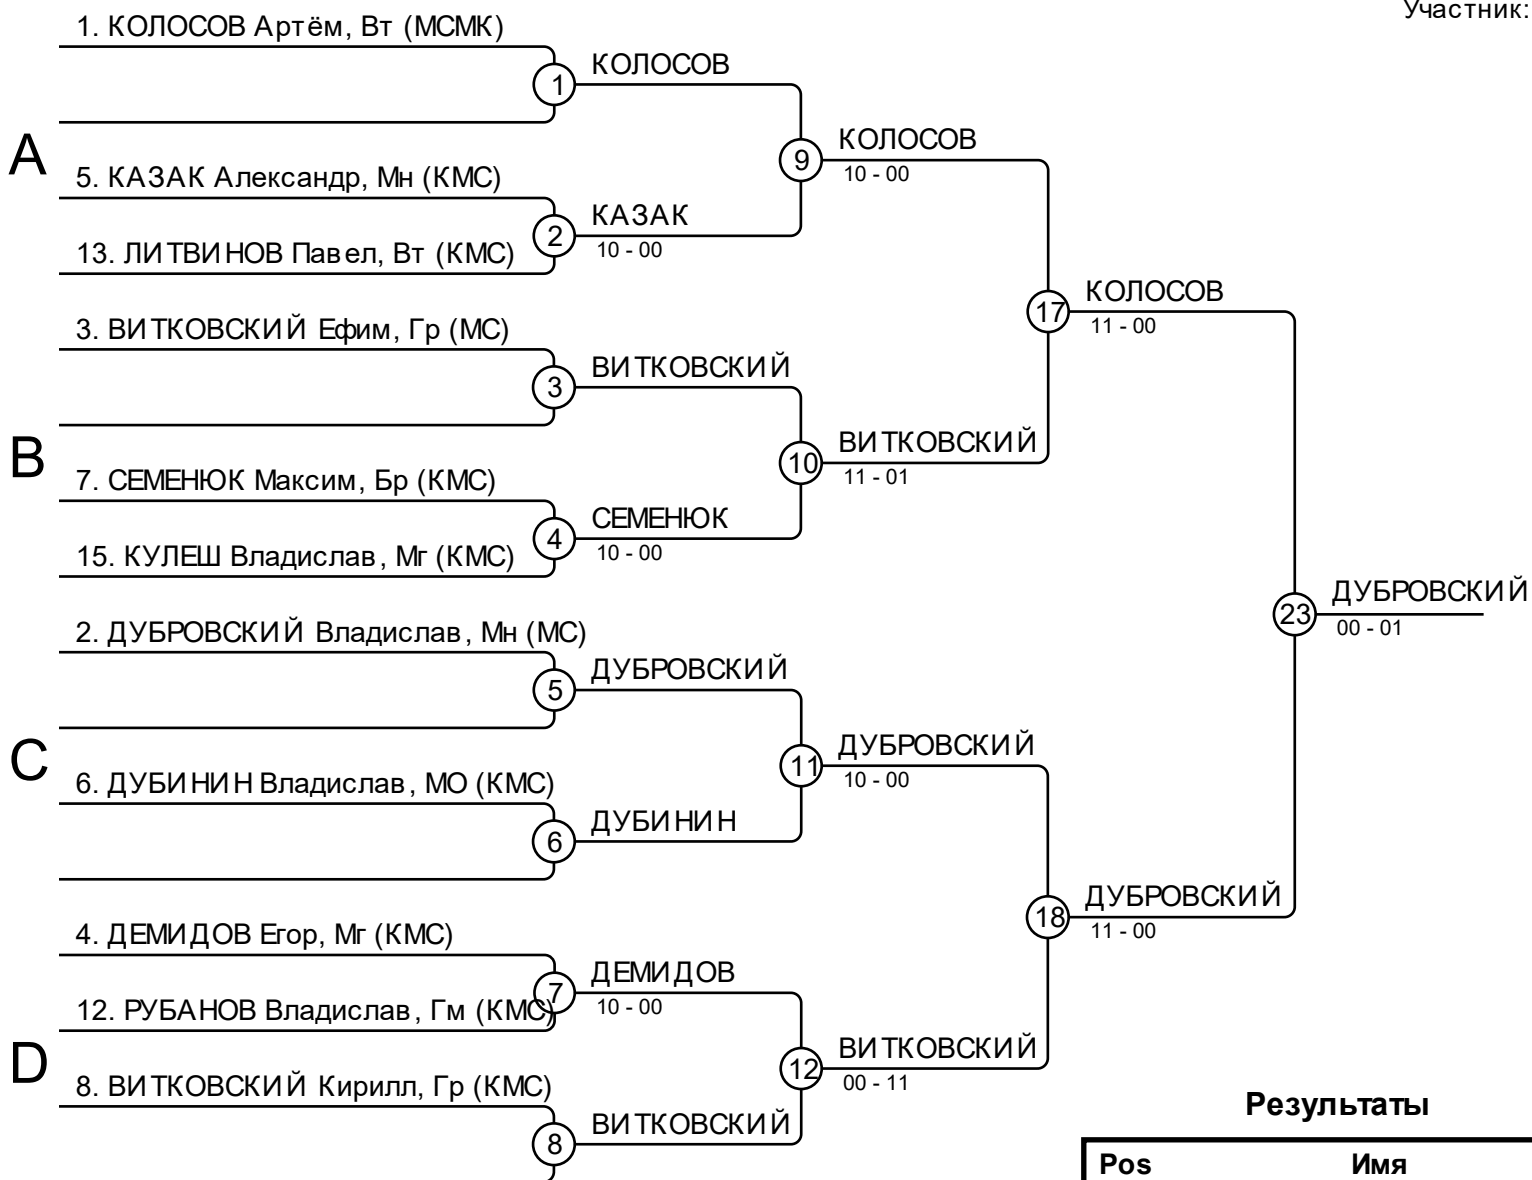 Участник:
1. КОЛОСОВ Артём, Вт (МСМК)
1
КОЛОСОВ
A
9
КОЛОСОВ
10 - 00
5. КАЗАК Александр, Мн (КМС)
2
КАЗАК
10 - 00
13. ЛИТВИНОВ Павел, Вт (КМС)
17
КОЛОСОВ
11 - 00
3. ВИТКОВСКИЙ Ефим, Гр (МС)
3
ВИТКОВСКИЙ
B
10
ВИТКОВСКИЙ
11 - 01
7. СЕМЕНЮК Максим, Бр (КМС)
4
СЕМЕНЮК
10 - 00
15. КУЛЕШ Владислав, Мг (КМС)
23
ДУБРОВСКИЙ
00 - 01
2. ДУБРОВСКИЙ Владислав, Мн (МС)
5
ДУБРОВСКИЙ
C
11
ДУБРОВСКИЙ
10 - 00
6. ДУБИНИН Владислав, МО (КМС)
6
ДУБИНИН
18
ДУБРОВСКИЙ
11 - 00
4. ДЕМИДОВ Егор, Мг (КМС)
7
ДЕМИДОВ
10 - 00
12. РУБАНОВ Владислав, Гм (КМС)
D
12
ВИТКОВСКИЙ
00 - 11
8. ВИТКОВСКИЙ Кирилл, Гр (КМС)
8
ВИТКОВСКИЙ
Результаты
Pos Имя